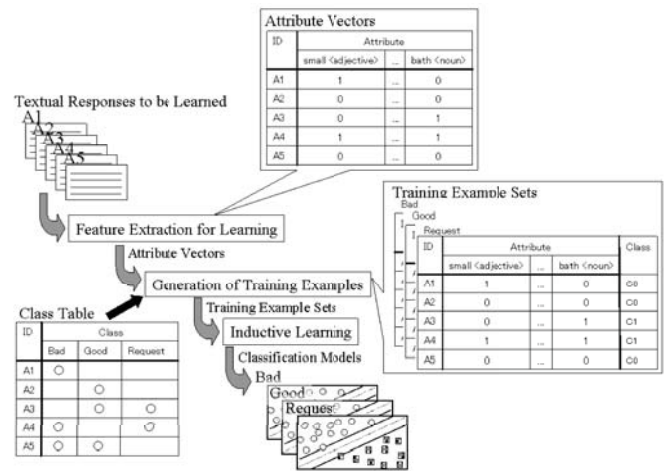 Attribute Vectors
ID Attribute
small <adjective> ... bath <noun>
A1 1 0
A2 0 0
A3 0 1
A4 1 1
A5 0 0
Textual Responses to be Learned
A1
A2
A3
A4
A5
Feature Extraction for Learning
Attribute Vectors
Generation of Training Examples
Training Example Sets
Bad
Good
Request
ID Attribute Class
small <adjective> ... bath <noun>
A1 1 ... 0 C0
A2 0 ... 0 C0
A3 0 ... 1 C1
A4 1 ... 1 C1
A5 0 ... 0 C0
Class Table
ID Class
Bad Good Request
A1 ○
A2 ○
A3 ○ ○
A4 ○ ○
A5 ○ ○
Training Example Sets
Inductive Learning
Classification Models
Bad
Good
Reques